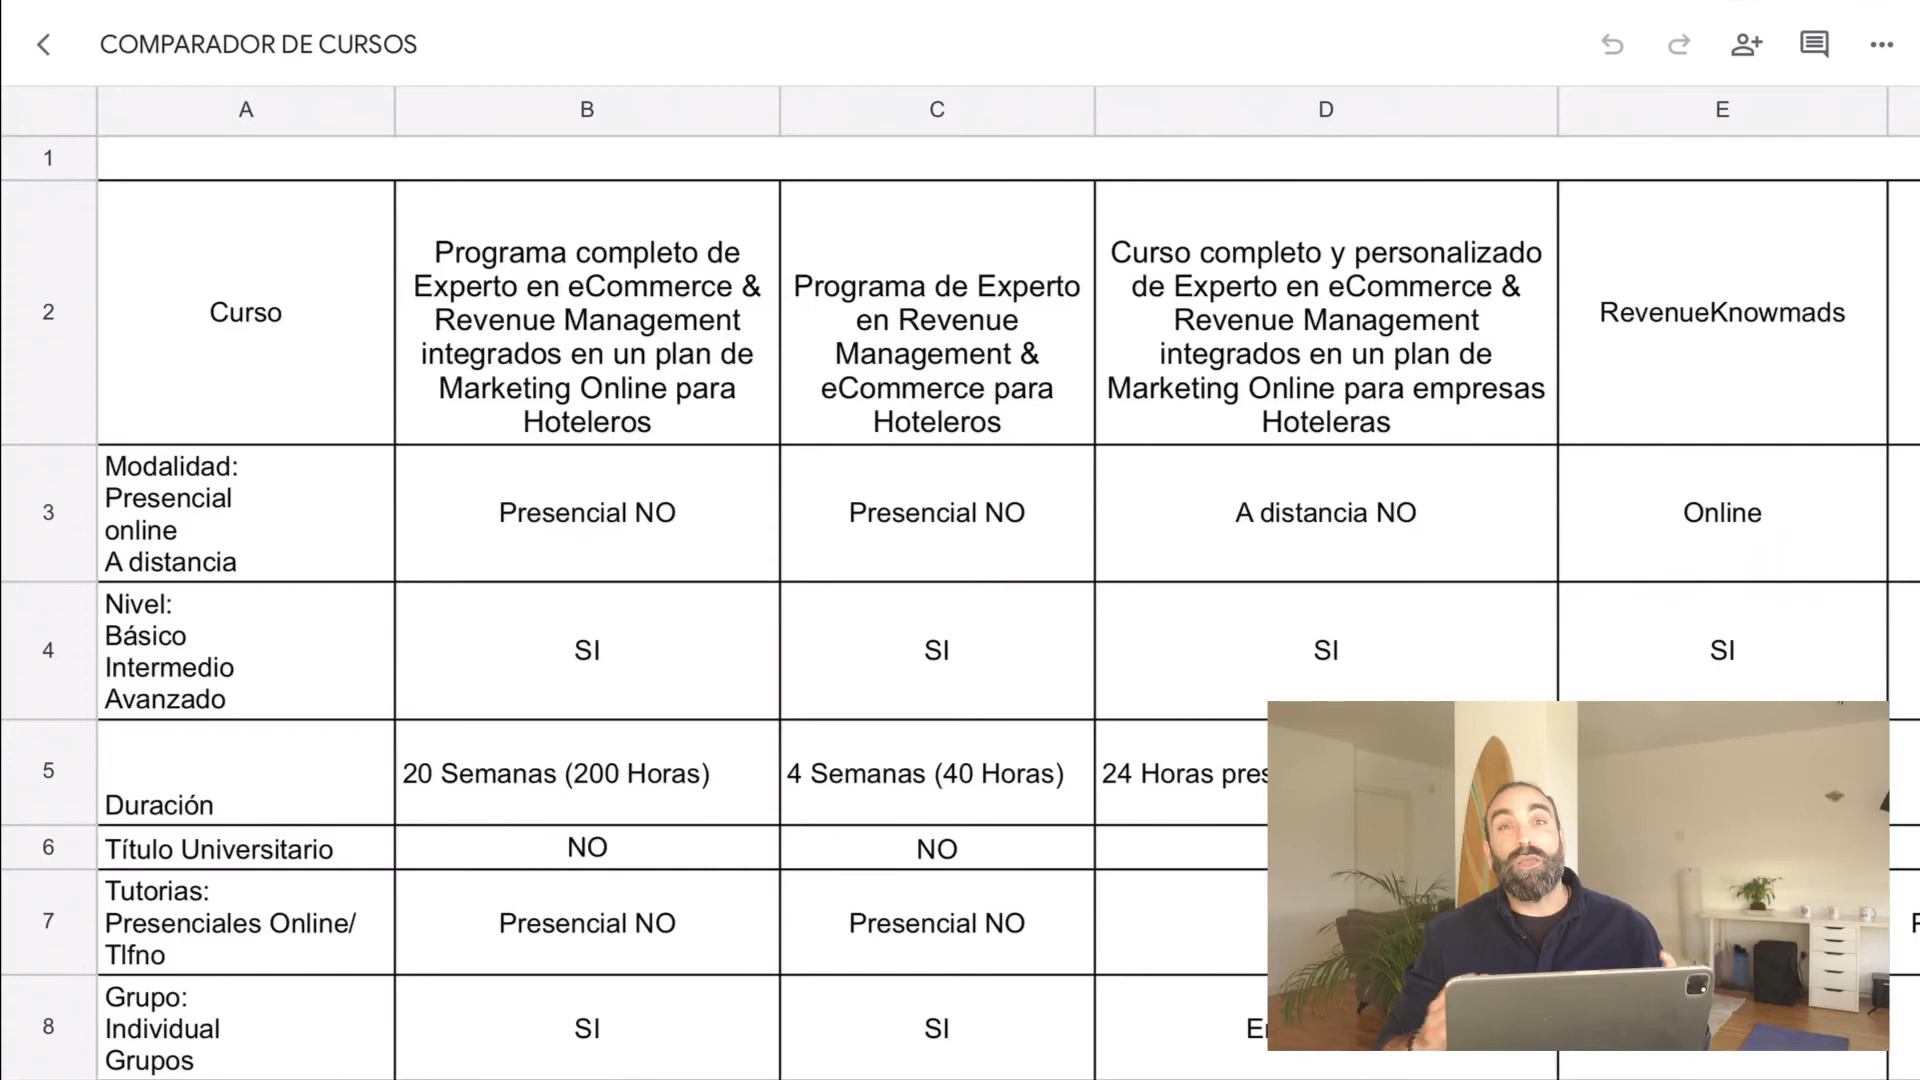 COMPARADOR DE CURSOS
A
B
C
D
E
1
2
Curso
Programa completo de
Experto en eCommerce &
Revenue Management
integrados en un plan de
Marketing Online para
Hoteleros
Programa de Experto
en Revenue
Management &
eCommerce para
Hoteleros
Curso completo y personalizado
de Experto en eCommerce &
Revenue Management
integrados en un plan de
Marketing Online para empresas
Hoteleras
RevenueKnowmads
3
Modalidad:
Presencial
online
A distancia
Presencial NO
Presencial NO
A distancia NO
Online
4
Nivel:
Básico
Intermedio
Avanzado
SI
SI
SI
SI
5
Duración
20 Semanas (200 Horas)
4 Semanas (40 Horas)
24 Horas pres
6
Título Universitario
NO
NO
7
Tutorias:
Presenciales Online/
Tlfno
Presencial NO
Presencial NO
8
Grupo:
Individual
Grupos
SI
SI